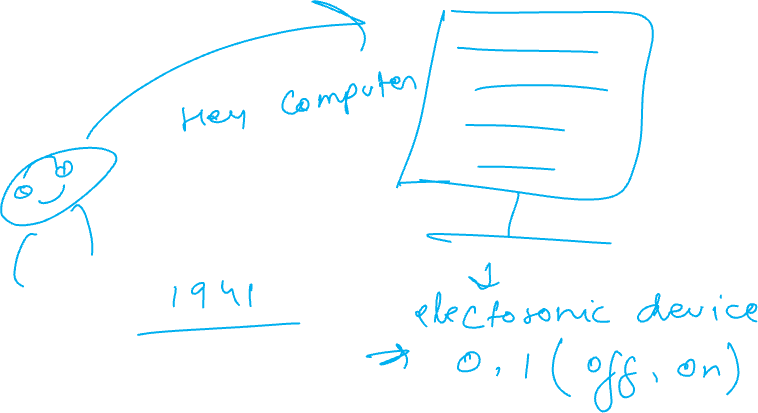 Hey Computer
1941
electosonic device
→ 0, 1 (off, on)